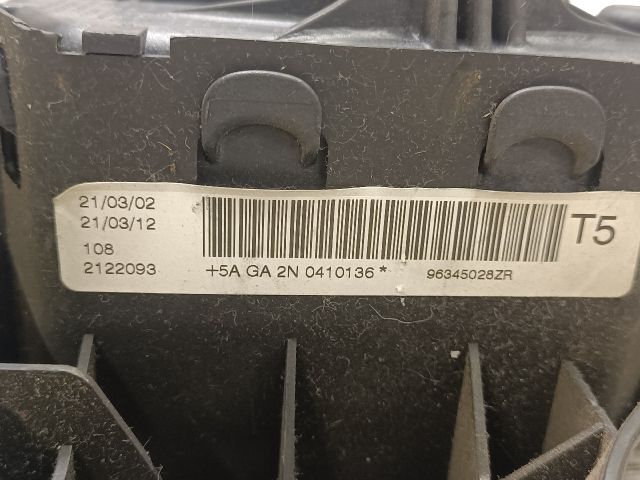 21/03/02
21/03/12
108
2122093
+5A GA 2N 0410136 *
96345028ZR
T5